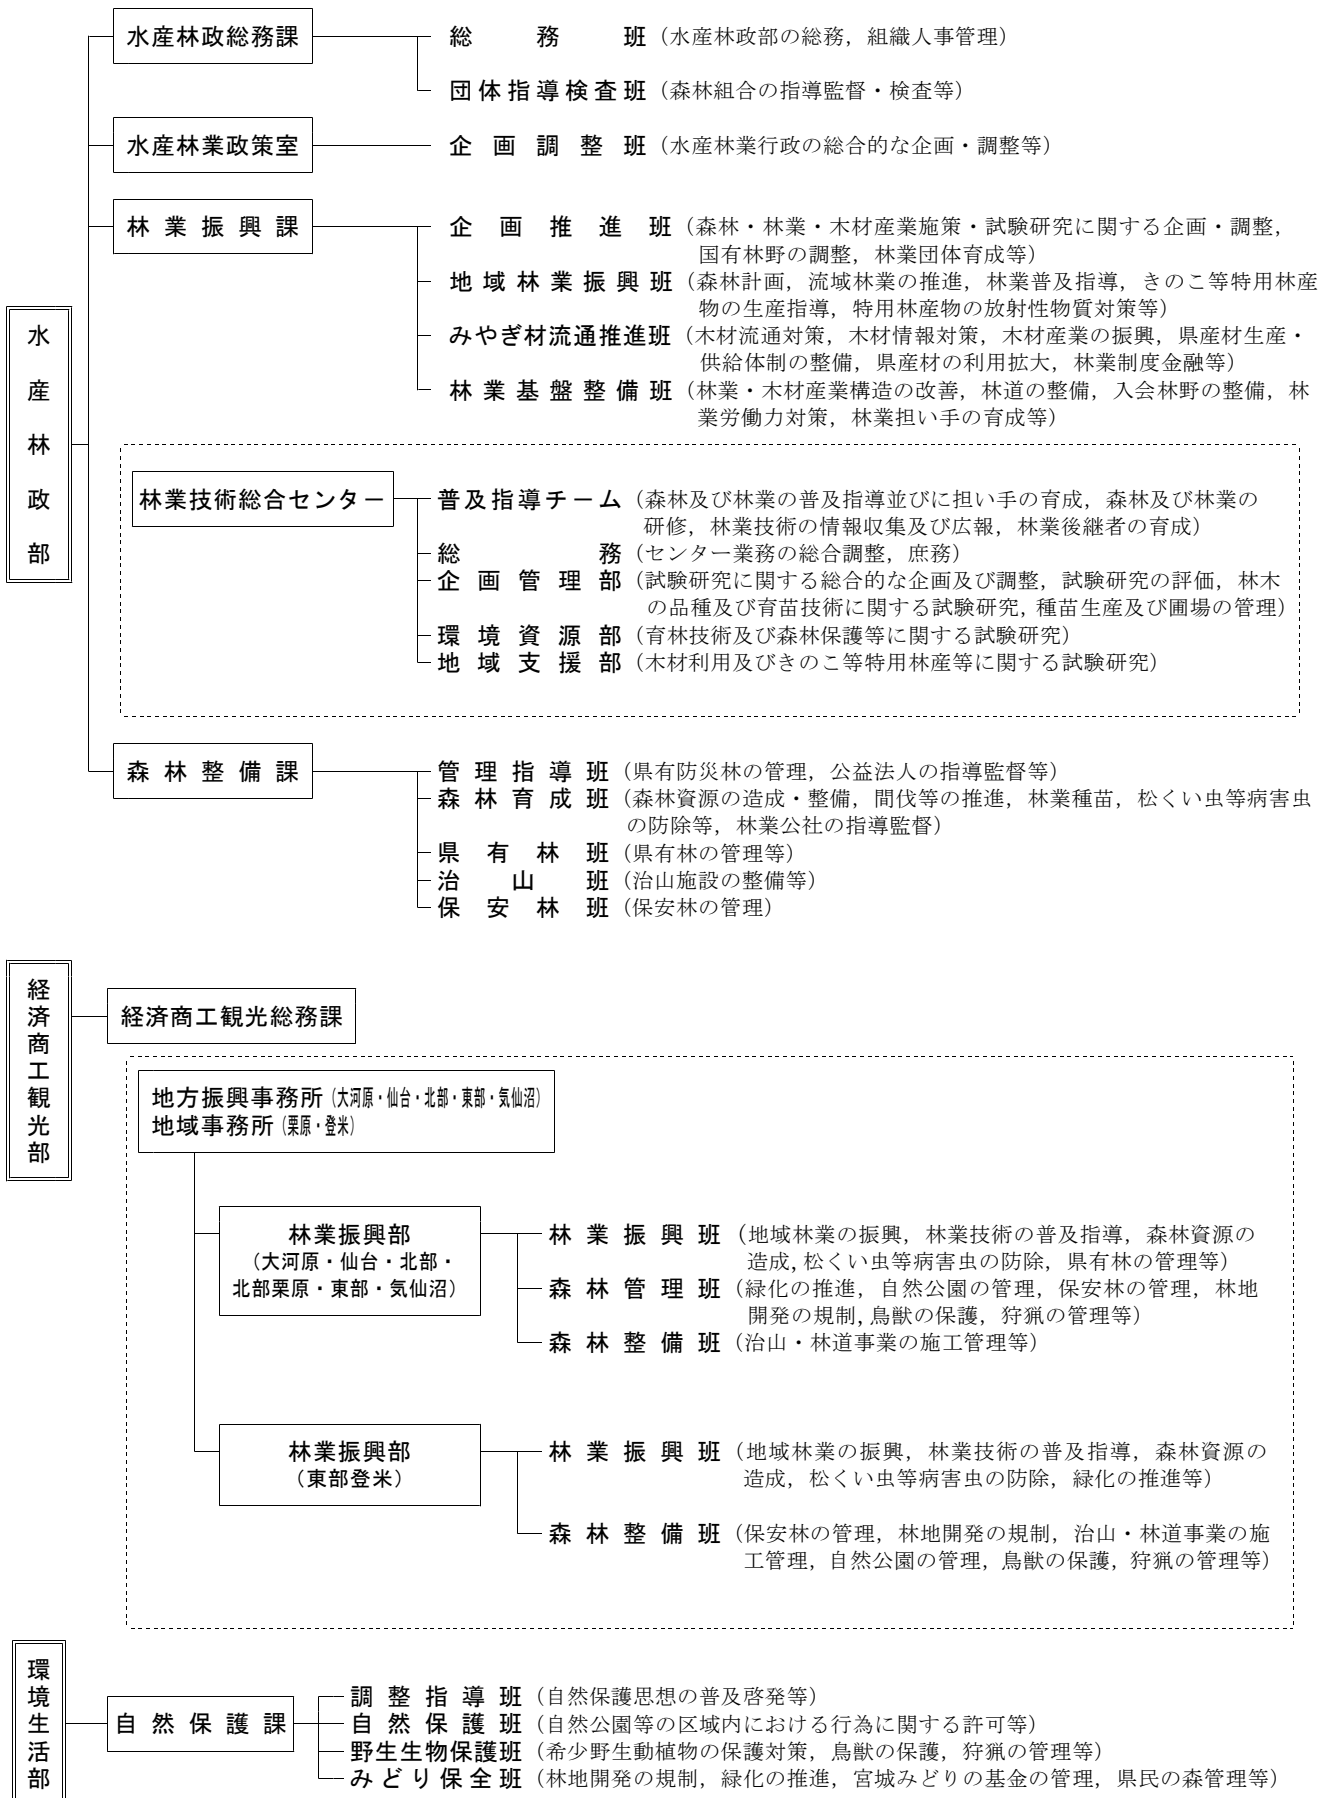 水産林政部
水産林政総務課
総務班（水産林政部の総務，組織人事管理）
団体指導検査班（森林組合の指導監督・検査等）
水産林業政策室
企画調整班（水産林業行政の総合的な企画・調整等）
林業振興課
企画推進班（森林・林業・木材産業施策・試験研究に関する企画・調整，
国有林野の調整，林業団体育成等）
地域林業振興班（森林計画，流域林業の推進，林業普及指導，きのこ等特用林産
物の生産指導，特用林産物の放射性物質対策等）
みやぎ材流通推進班（木材流通対策，木材情報対策，木材産業の振興，県産材生産・
供給体制の整備，県産材の利用拡大，林業制度金融等）
林業基盤整備班（林業・木材産業構造の改善，林道の整備，入会林野の整備，林
業労働力対策，林業担い手の育成等）
林業技術総合センター
普及指導チーム（森林及び林業の普及指導並びに担い手の育成，森林及び林業の
研修，林業技術の情報収集及び広報，林業後継者の育成）
総務（センター業務の総合調整，庶務）
企画管理部（試験研究に関する総合的な企画及び調整，試験研究の評価，林木
の品種及び育苗技術に関する試験研究，種苗生産及び圃場の管理）
環境資源部（育林技術及び森林保護等に関する試験研究）
地域支援部（木材利用及びきのこ等特用林産等に関する試験研究）
森林整備課
管理指導班（県有防災林の管理，公益法人の指導監督等）
森林育成班（森林資源の造成・整備，間伐等の推進，林業種苗，松くい虫等病害虫
の防除等，林業公社の指導監督）
県有林班（県有林の管理等）
治山班（治山施設の整備等）
保安林班（保安林の管理）
経済商工観光部
経済商工観光総務課
地方振興事務所（大河原・仙台・北部・東部・気仙沼）
地域事務所（栗原・登米）
林業振興部
（大河原・仙台・北部・
北部栗原・東部・気仙沼）
林業振興班（地域林業の振興，林業技術の普及指導，森林資源の
造成，松くい虫等病害虫の防除，県有林の管理等）
森林管理班（緑化の推進，自然公園の管理，保安林の管理，林地
開発の規制，鳥獣の保護，狩猟の管理等）
森林整備班（治山・林道事業の施工管理等）
林業振興部
（東部登米）
林業振興班（地域林業の振興，林業技術の普及指導，森林資源の
造成，松くい虫等病害虫の防除，緑化の推進等）
森林整備班（保安林の管理，林地開発の規制，治山・林道事業の施
工管理，自然公園の管理，鳥獣の保護，狩猟の管理等）
環境生活部
自然保護課
調整指導班（自然保護思想の普及啓発等）
自然保護班（自然公園等の区域内における行為に関する許可等）
野生生物保護班（希少野生動植物の保護対策，鳥獣の保護，狩猟の管理等）
みどり保全班（林地開発の規制，緑化の推進，宮城みどりの基金の管理，県民の森管理等）